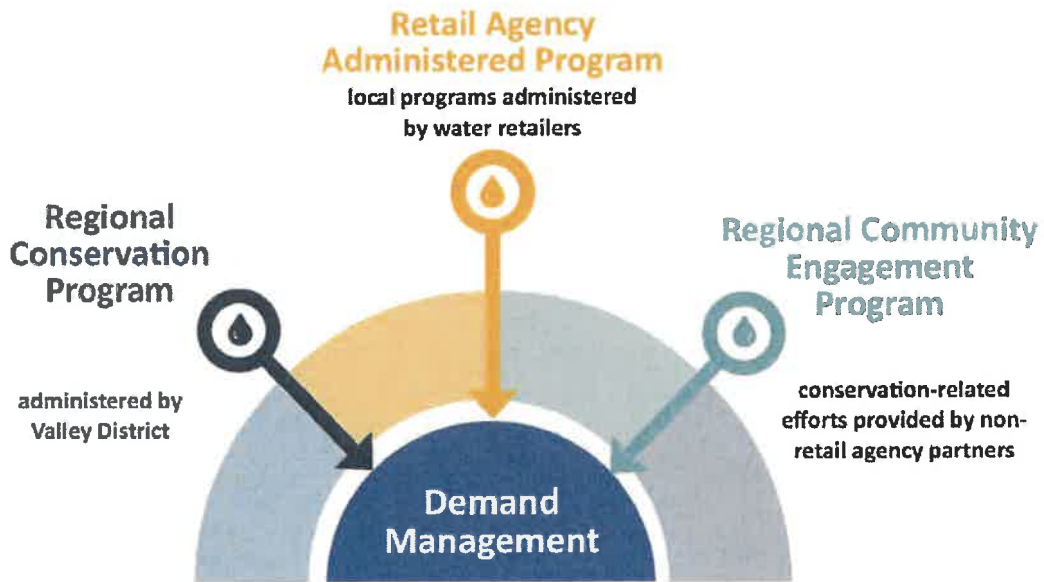 Retail Agency
Administered Program
local programs administered
by water retailers
Regional
Conservation
Program
administered by
Valley District
Regional Community
Engagement
Program
conservation-related
efforts provided by non-
retail agency partners
Demand
Management